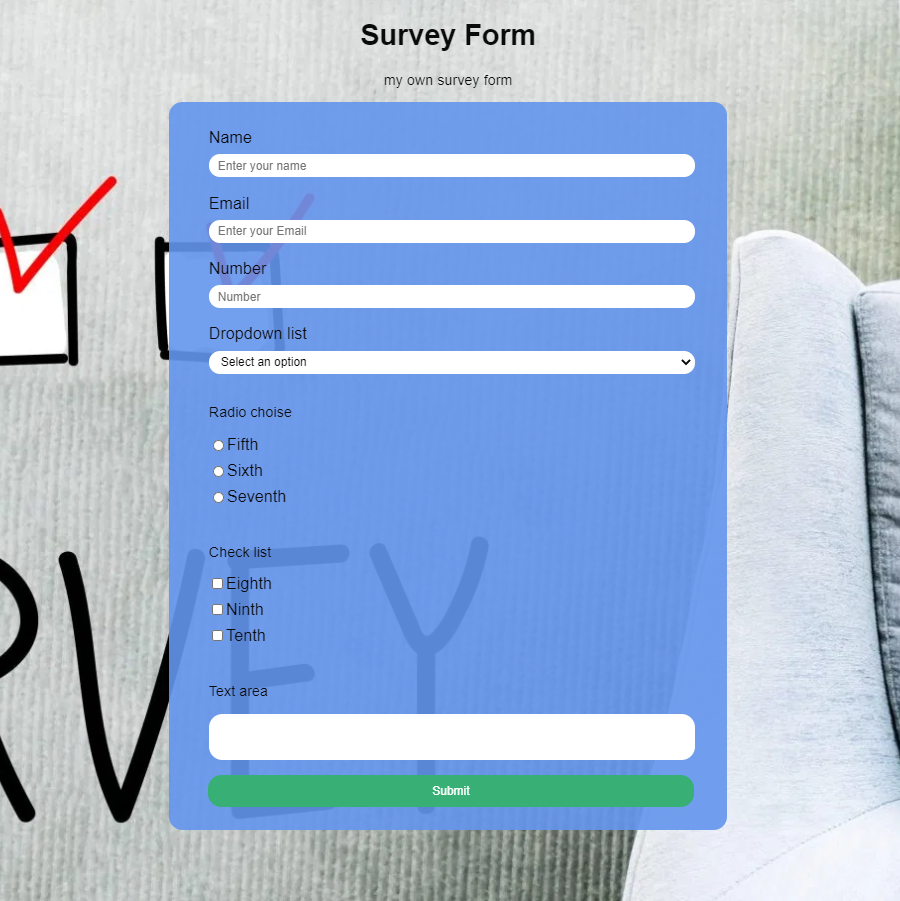 Survey Form
my own survey form
Name
Enter your name
Email
Enter your Email
Number
Number
Dropdown list
Select an option
Radio choise
Fifth
Sixth
Seventh
Check list
Eighth
Ninth
Tenth
RVEY
Text area
Submit